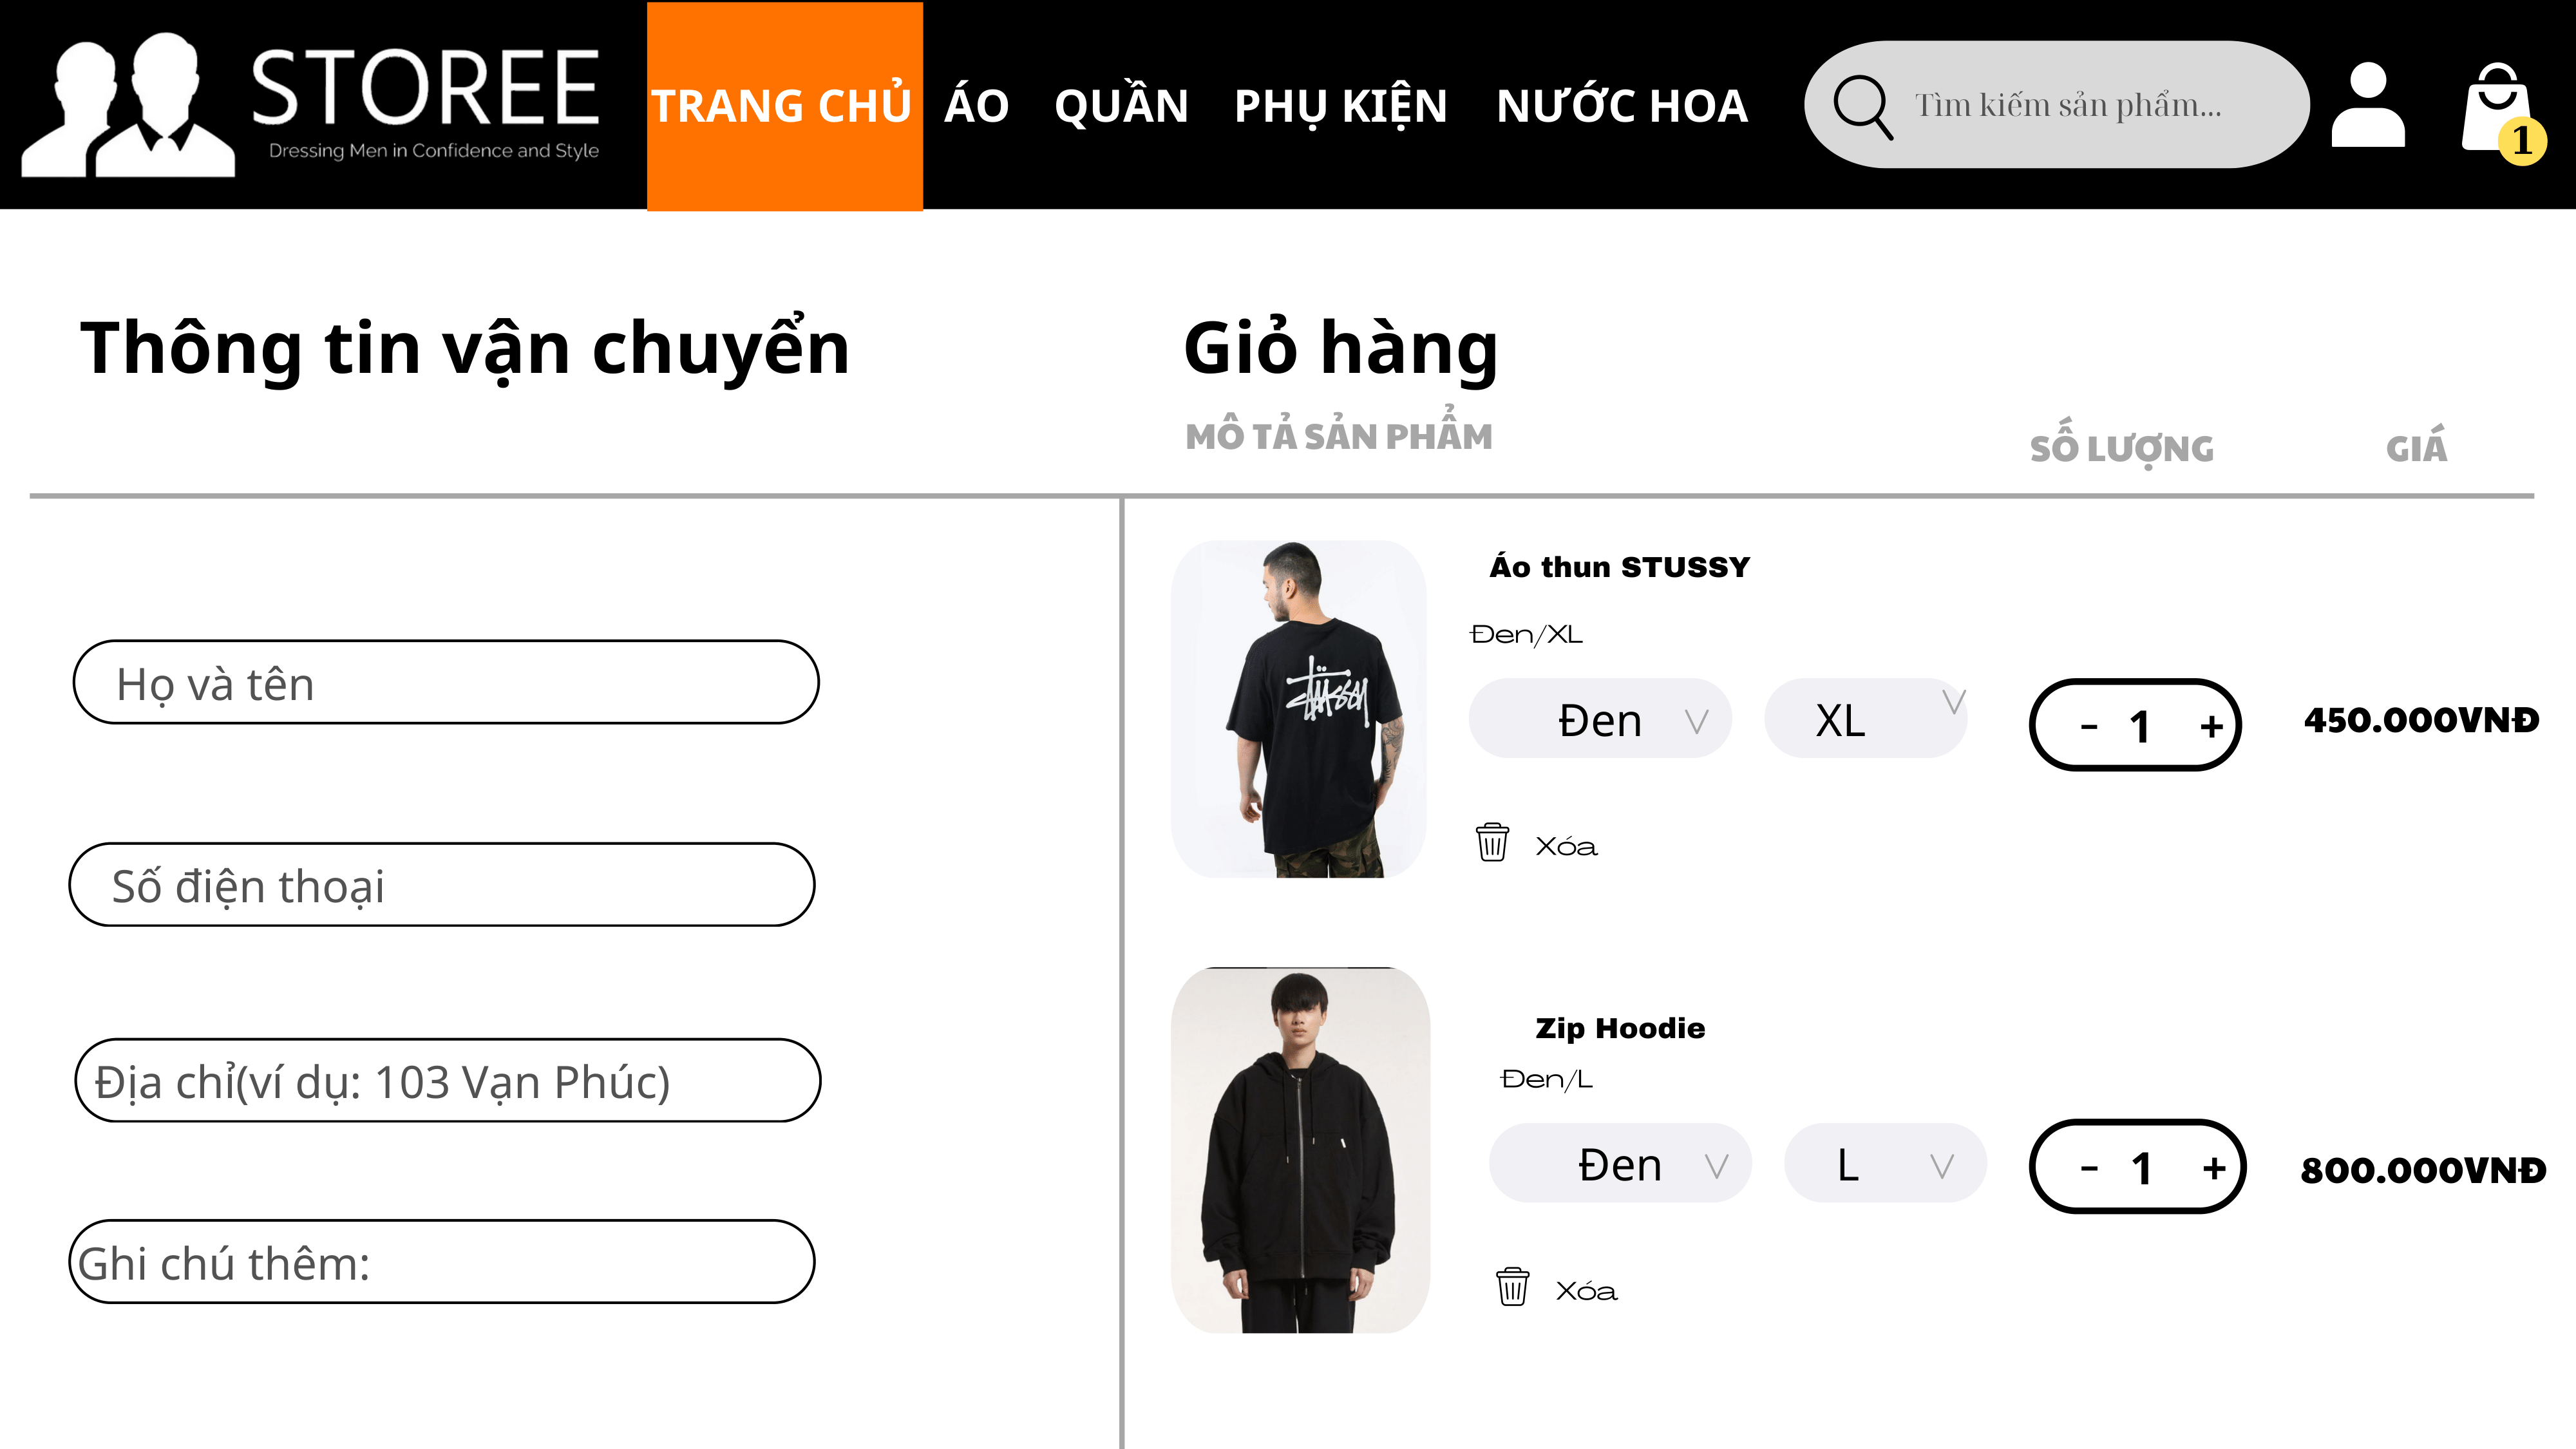 STOREE
Dressing Men in Confidence and Style
TRANG CHỦ ÁO QUẦN PHỤ KIỆN NƯỚC HOA
Tìm kiếm sản phẩm...
1
Thông tin vận chuyển
Giỏ hàng
MÔ TẢ SẢN PHẨM
SỐ LƯỢNG
GIÁ
Họ và tên
Số điện thoại
Địa chỉ(ví dụ: 103 Vạn Phúc)
Ghi chú thêm:
Áo thun STUSSY
Đen/XL
Stüssy
Đen
XL
- 1 +
450.000VNĐ
Xóa
Zip Hoodie
Đen/L
Đen
L
- 1 +
800.000VNĐ
Xóa